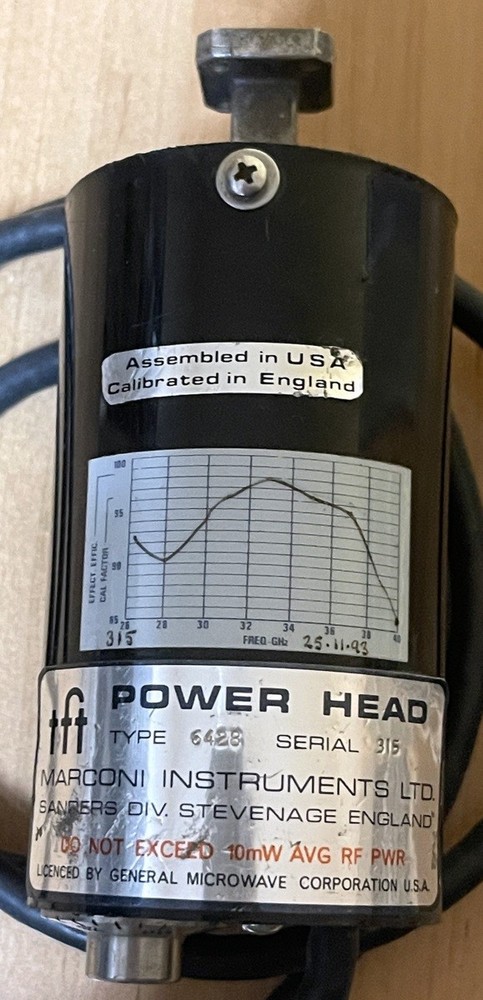 Assembled in USA
Calibrated in England
100
95
90
85
EFFECT. EFFIC
CAL FACTOR
26 28 30 32 34 36 38 40
315 FREQ-GHz 25·11·93
tft POWER HEAD
TYPE 6428 SERIAL 315
MARCONI INSTRUMENTS LTD.
SANDERS DIV. STEVENAGE ENGLAND
DO NOT EXCEED 10mW AVG RF PWR
LICENCED BY GENERAL MICROWAVE CORPORATION U.S.A.